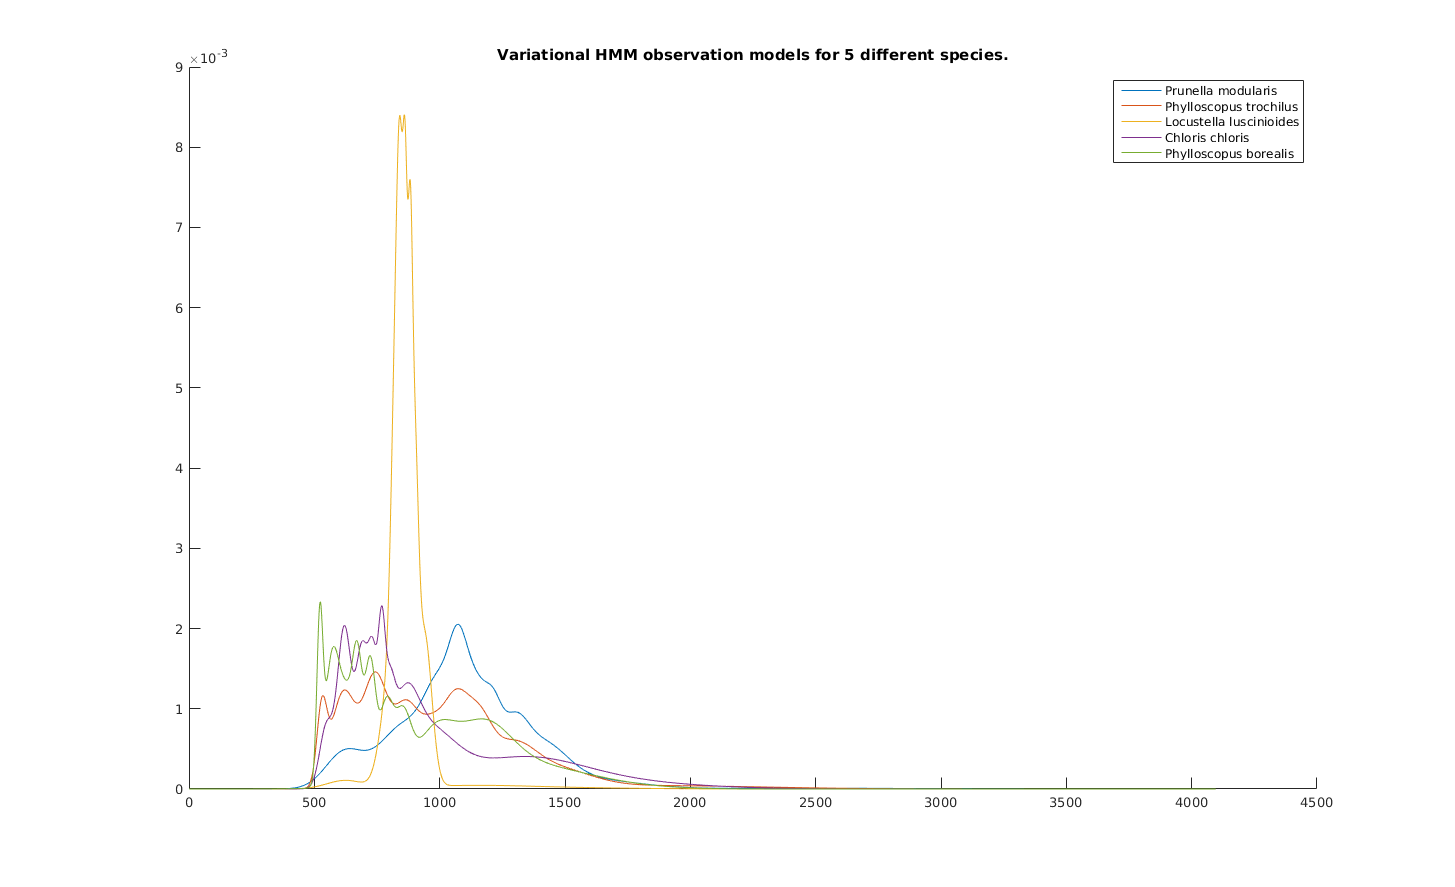 Variational HMM observation models for 5 different species.
×10-3
9
8
7
6
5
4
3
2
1
0
0 500 1000 1500 2000 2500 3000 3500 4000 4500
Prunella modularis
Phylloscopus trochilus
Locustella luscinioides
Chloris chloris
Phylloscopus borealis